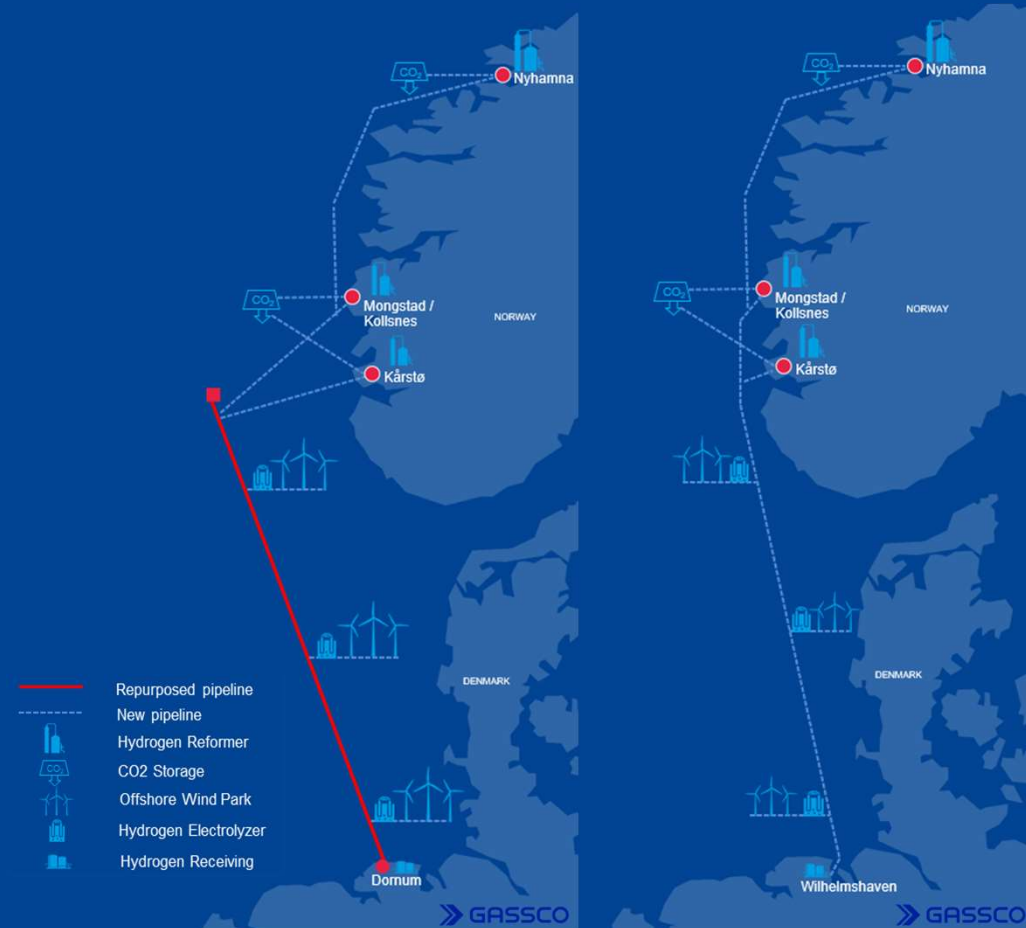 CO2
Nyhamna
CO2
Mongstad /
Kollsnes
NORWAY
Kårstø
DENMARK
Repurposed pipeline
New pipeline
Hydrogen Reformer
CO2
CO2 Storage
Offshore Wind Park
Hydrogen Electrolyzer
Hydrogen Receiving
Dornum
GASSCO
CO2
Nyhamna
CO2
Mongstad /
Kollsnes
NORWAY
Kårstø
DENMARK
Wilhelmshaven
GASSCO